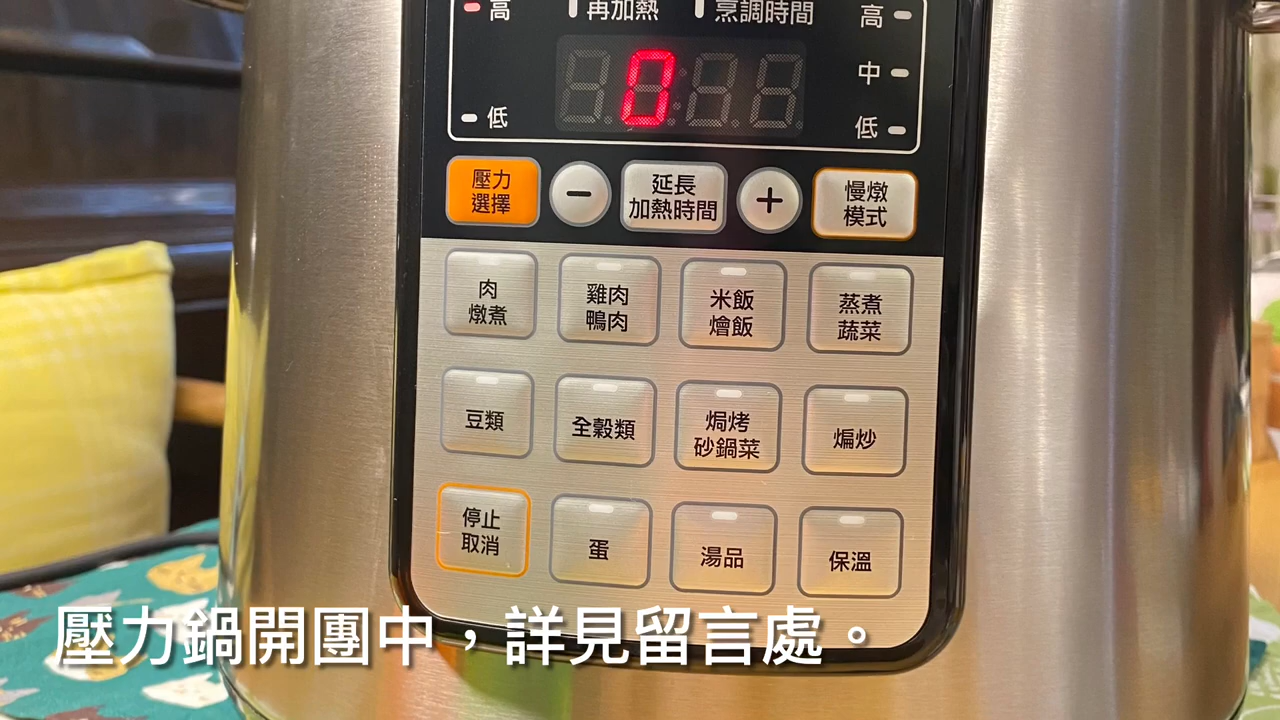 高
再加熱
烹調時間
高
0
中
低
低
壓力
選擇
−
延長
加熱時間
+
慢燉
模式
肉
燉煮
雞肉
鴨肉
米飯
燴飯
蒸煮
蔬菜
豆類
全穀類
焗烤
砂鍋菜
煸炒
停止
取消
蛋
湯品
保溫
壓力鍋開團中，詳見留言處。